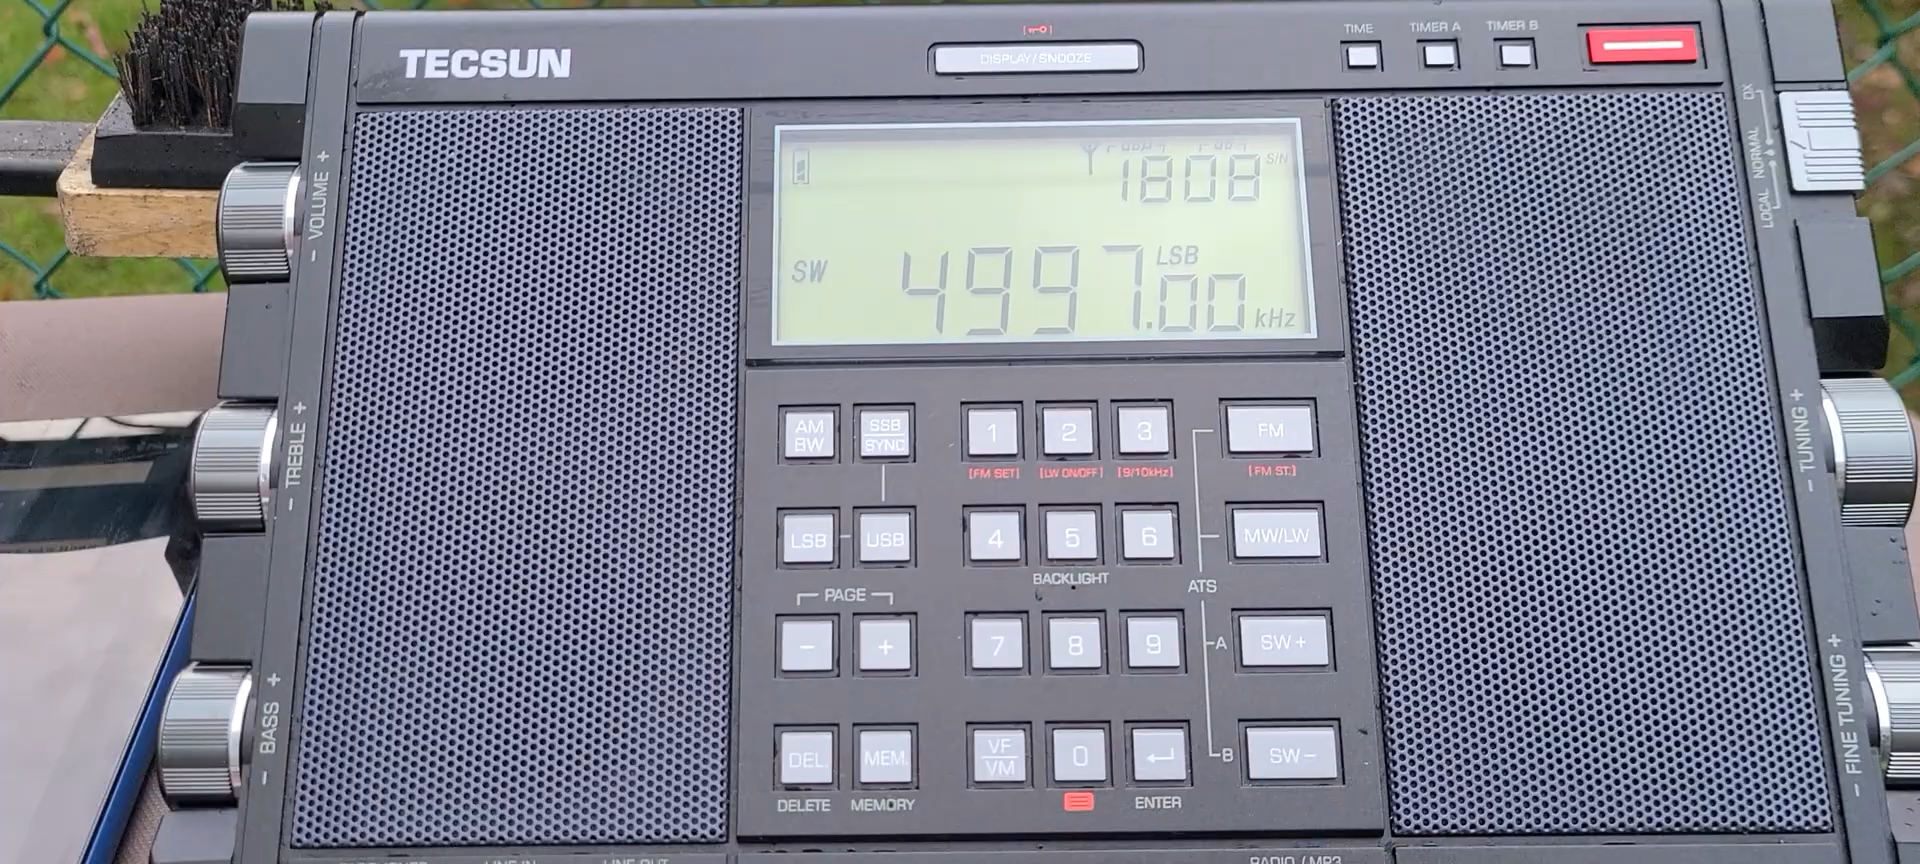 TECSUN
DISPLAY/SNOOZE
TIME
TIMER A
TIMER B
DX
NORMAL
LOCAL
- VOLUME +
1808
S/N
SW
4997.00
LSB
kHz
- TREBLE +
- BASS +
AM
BW
SSB
SYNC
LSB
USB
PAGE
-
+
DEL.
MEM.
DELETE
MEMORY
1
2
3
[FM SET]
[LW ON/OFF]
[9/10kHz]
4
5
6
BACKLIGHT
7
8
9
VF
VM
0
ENTER
FM
[FM ST.]
MW/LW
ATS
A
SW+
B
SW-
- TUNING +
- FINE TUNING +
LINE IN
LINE OUT
RADIO / MP3